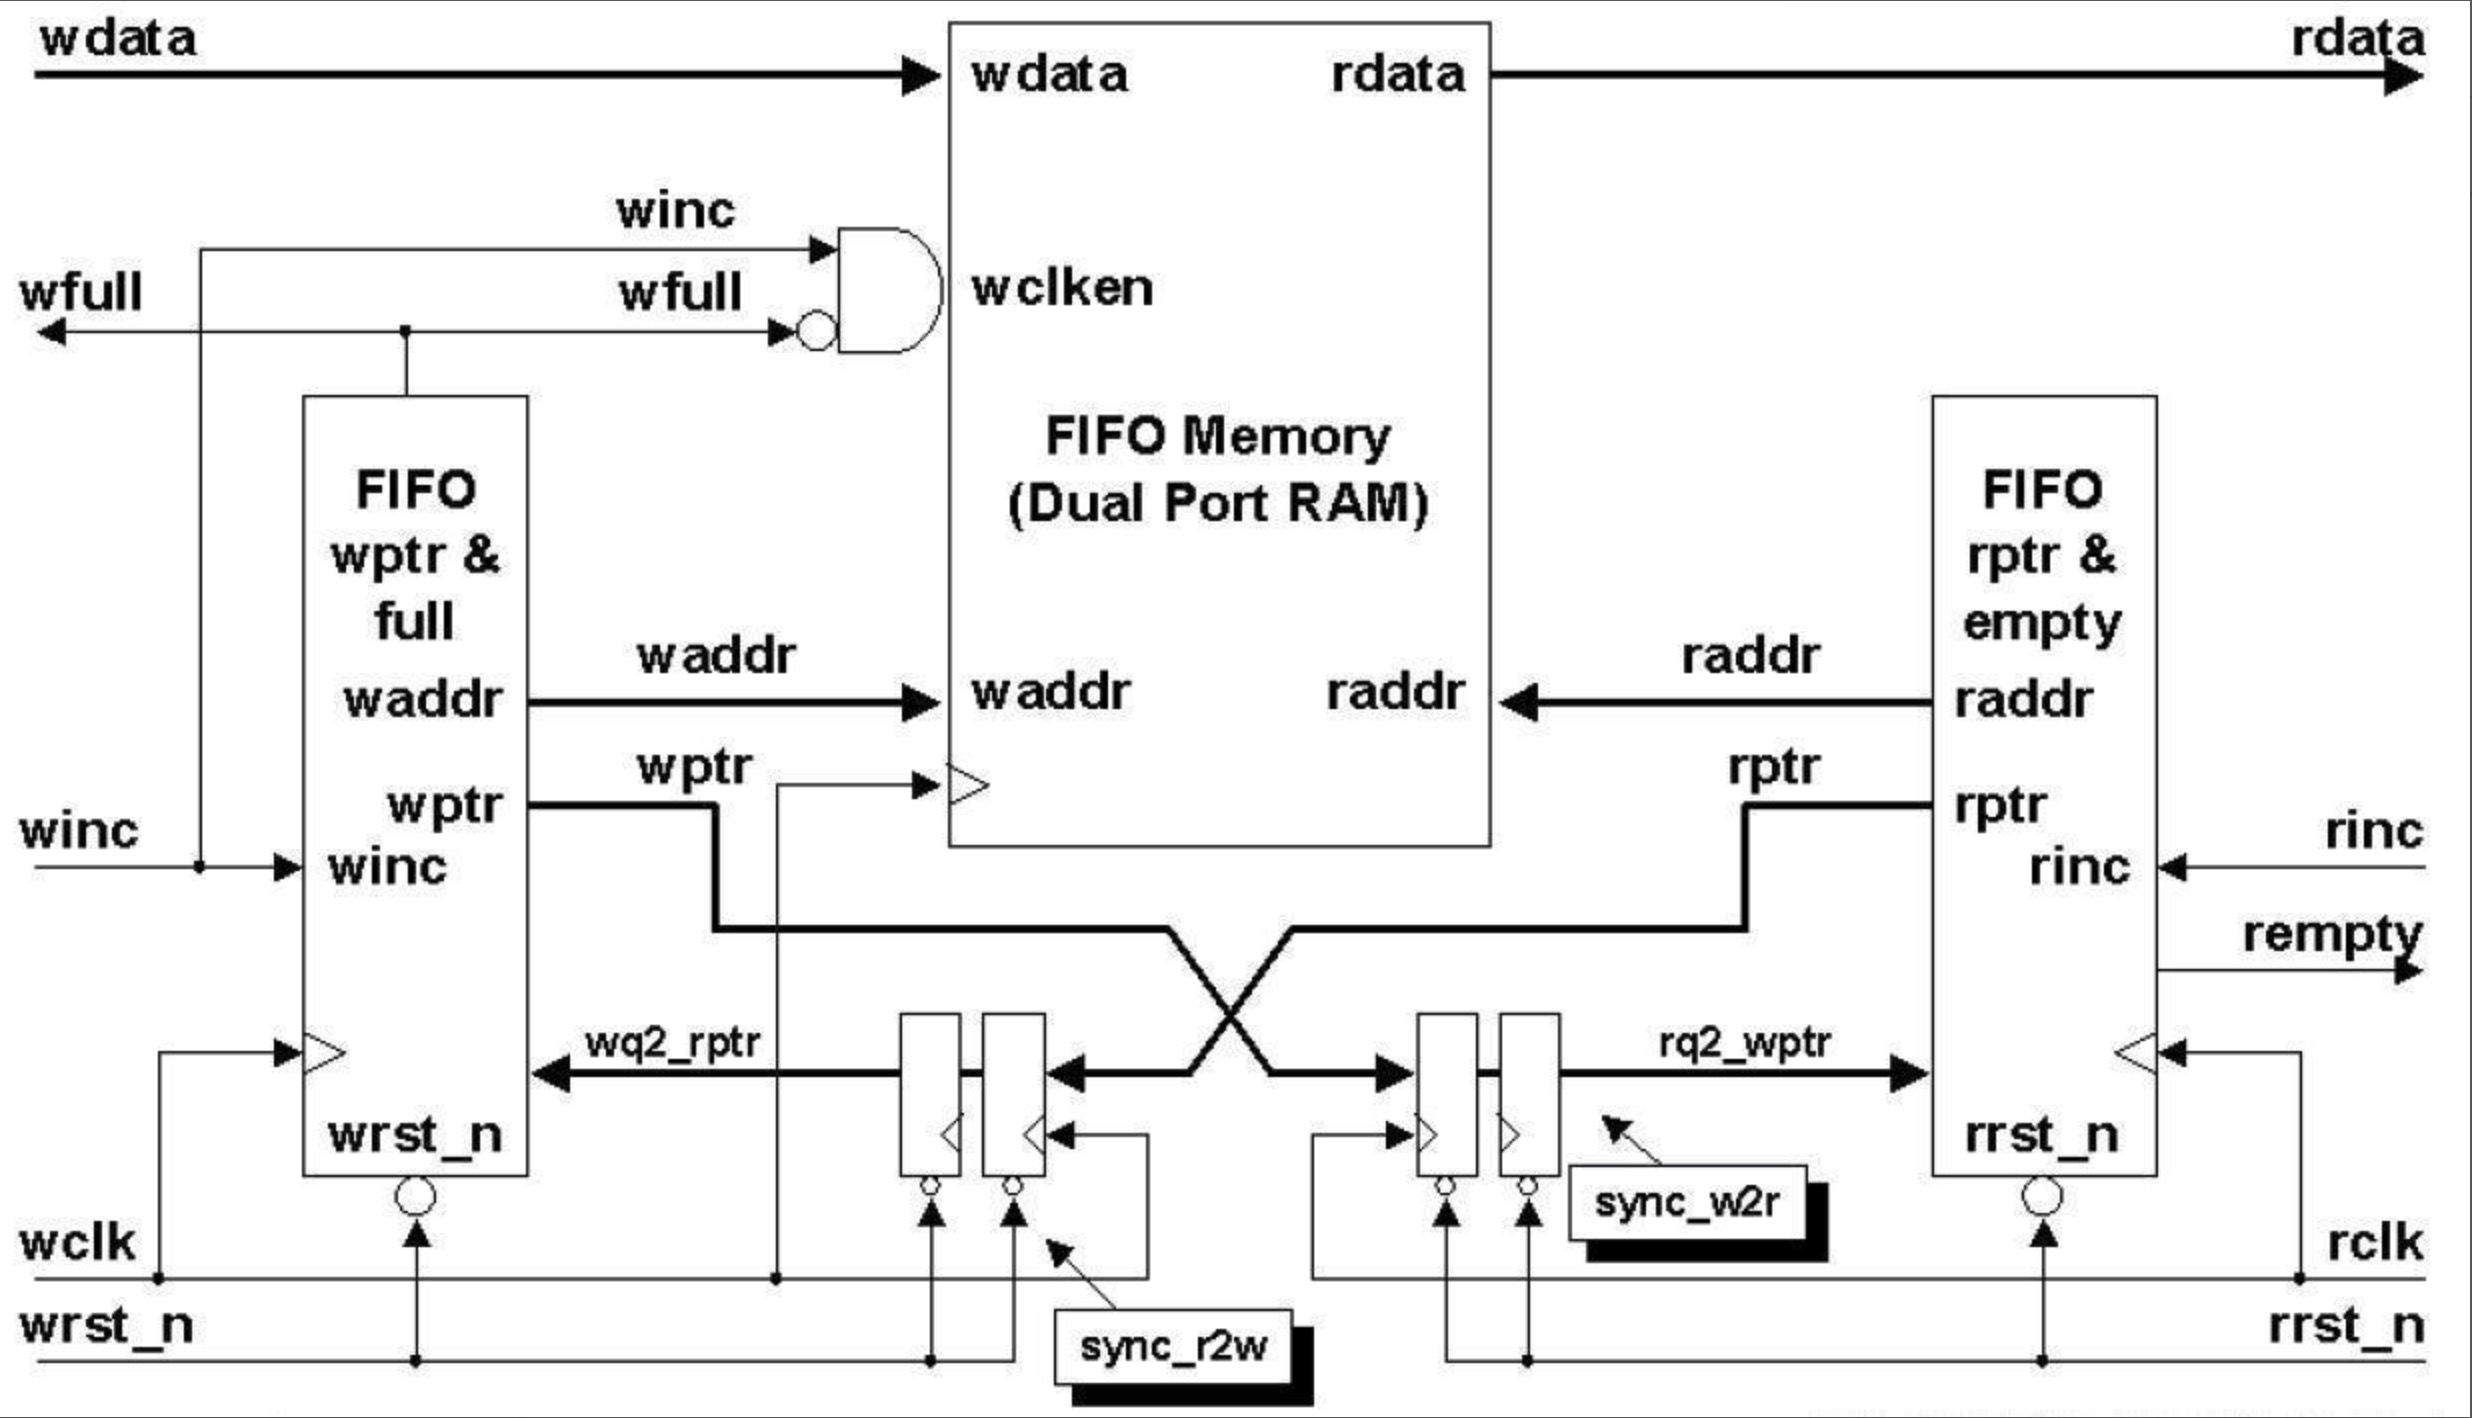 wdata
rdata
wdata
rdata
winc
wfull
wfull
wclken
FIFO Memory
(Dual Port RAM)
FIFO
wptr &
full
FIFO
rptr &
empty
waddr
waddr
waddr
raddr
raddr
raddr
wptr
wptr
rptr
rptr
winc
winc
rinc
rinc
rempty
wq2_rptr
rq2_wptr
wrst_n
rrst_n
sync_w2r
wclk
rclk
wrst_n
rrst_n
sync_r2w